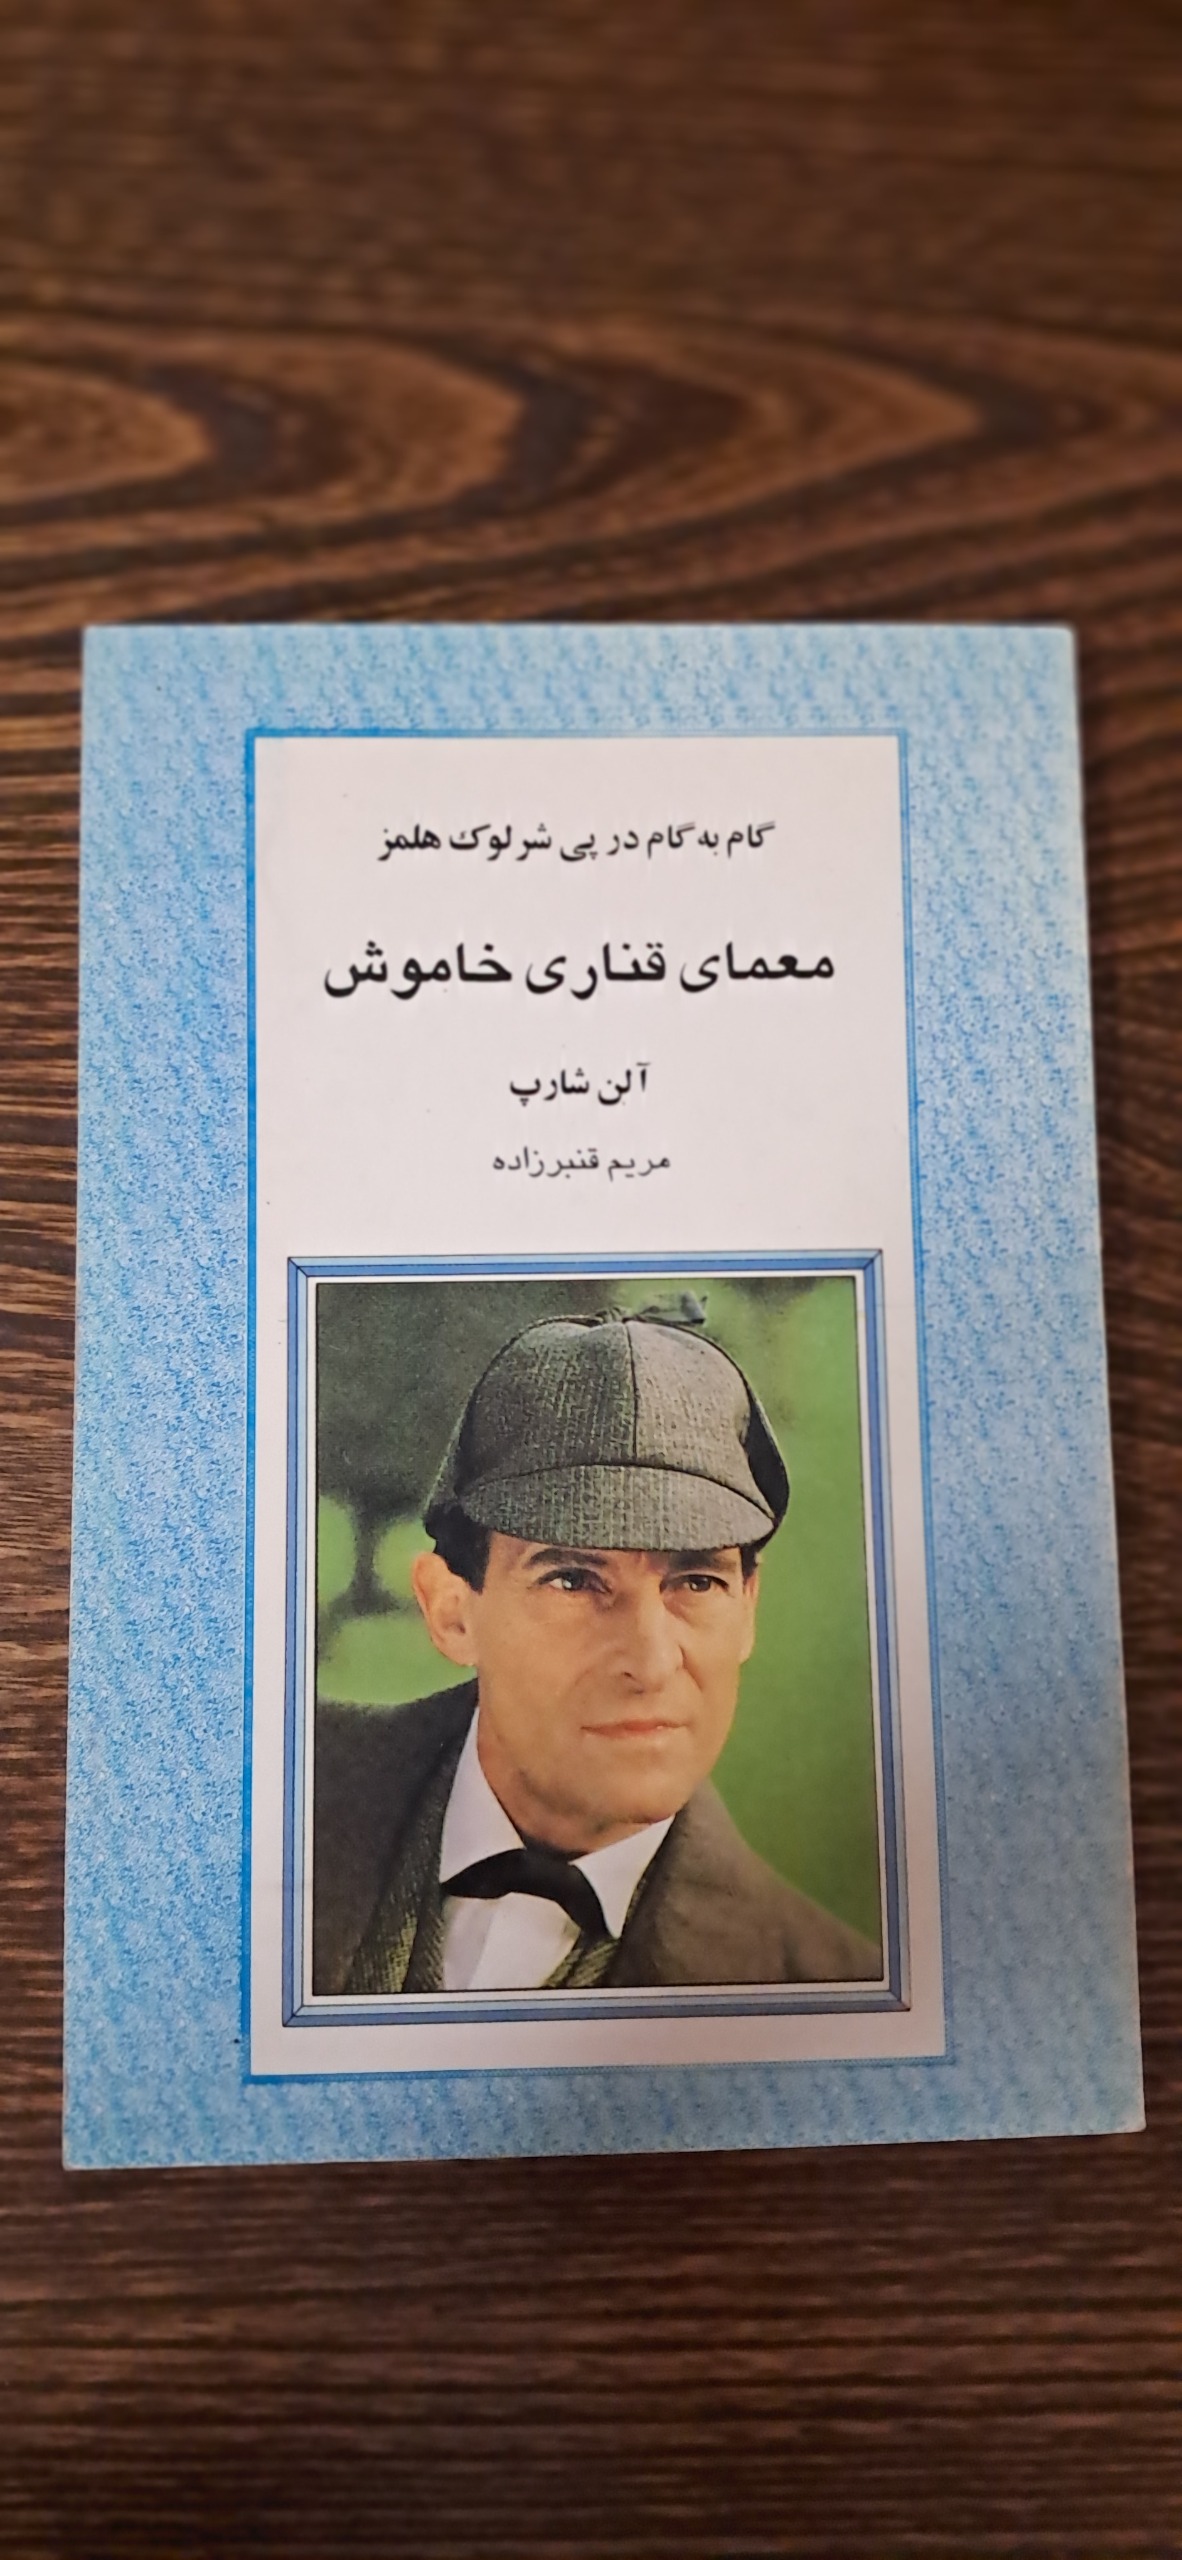 گام به گام در پی شرلوک هلمز
معمای قناری خاموش
آلن شارپ
مریم قنبرزاده